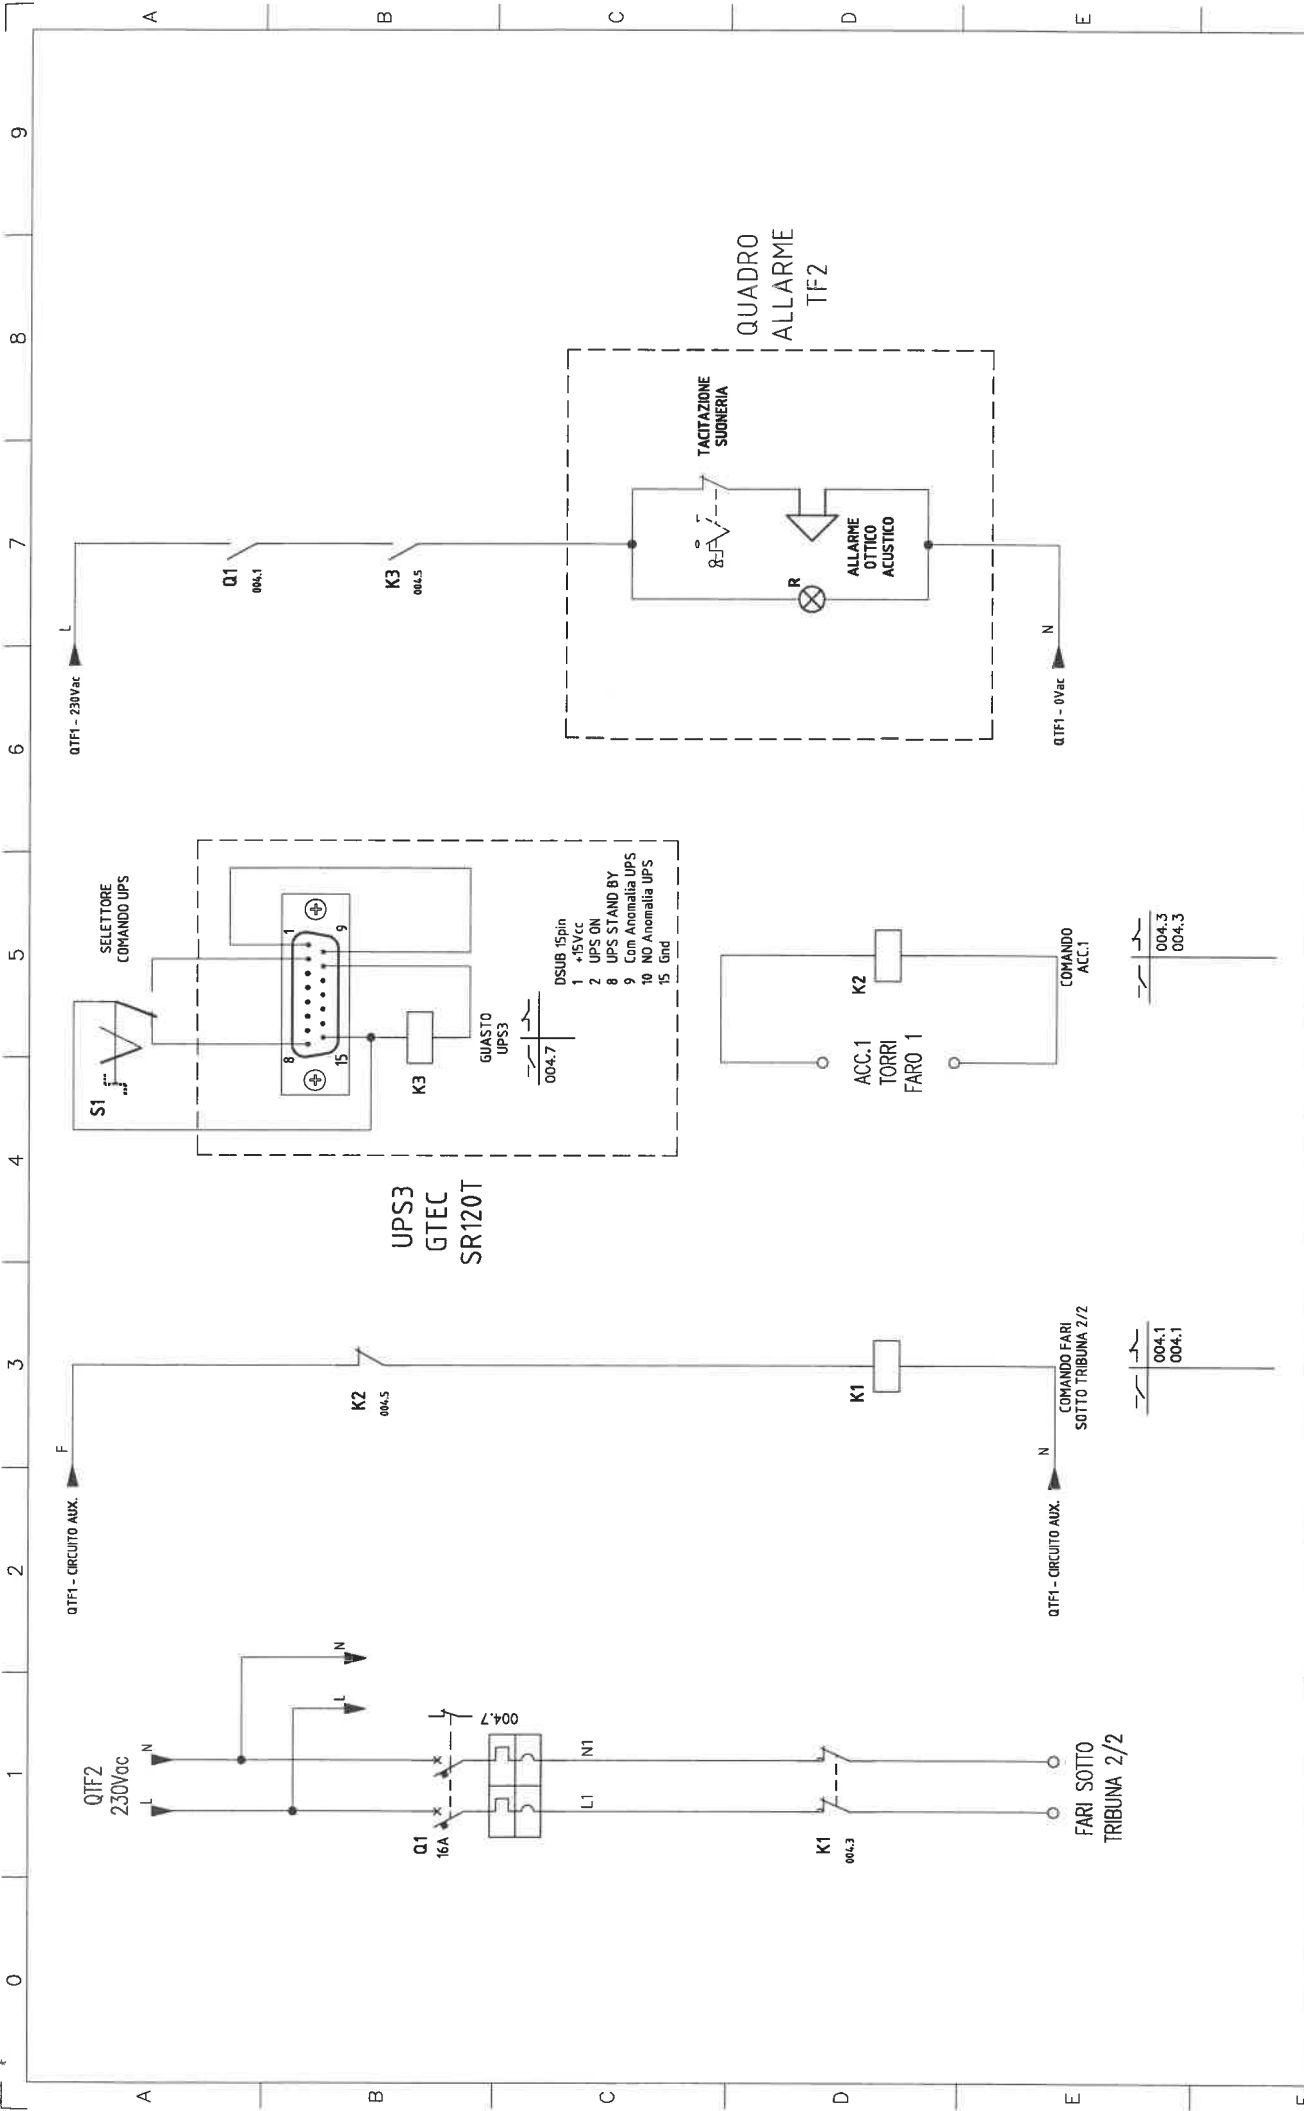 0
1
2
3
4
5
6
7
8
9
A
B
C
D
E
A
B
C
D
E
QTF2
230Vac
L
N
L
N
Q1
16A
004.7
L1
N1
K1
004.3
FARI SOTTO
TRIBUNA 2/2
QTF1 - CIRCUITO AUX.
F
K2
004.5
K1
QTF1 - CIRCUITO AUX.
N
COMANDO FARI
SOTTO TRIBUNA 2/2
004.1
004.1
UPS3
GTEC
SR120T
S1
SELETTORE
COMANDO UPS
8
1
15
9
K3
GUASTO
UPS3
004.7
DSUB 15pin
1 +15Vcc
2 UPS ON
8 UPS STAND BY
9 Com Anomalia UPS
10 NO Anomalia UPS
15 Gnd
ACC.1
TORRI
FARO 1
K2
COMANDO
ACC.1
004.3
004.3
QTF1 - 230Vac
L
Q1
004.1
K3
004.5
QUADRO
ALLARME
TF2
TACITAZIONE
SUONERIA
R
ALLARME
OTTICO
ACUSTICO
QTF1 - 0Vac
N